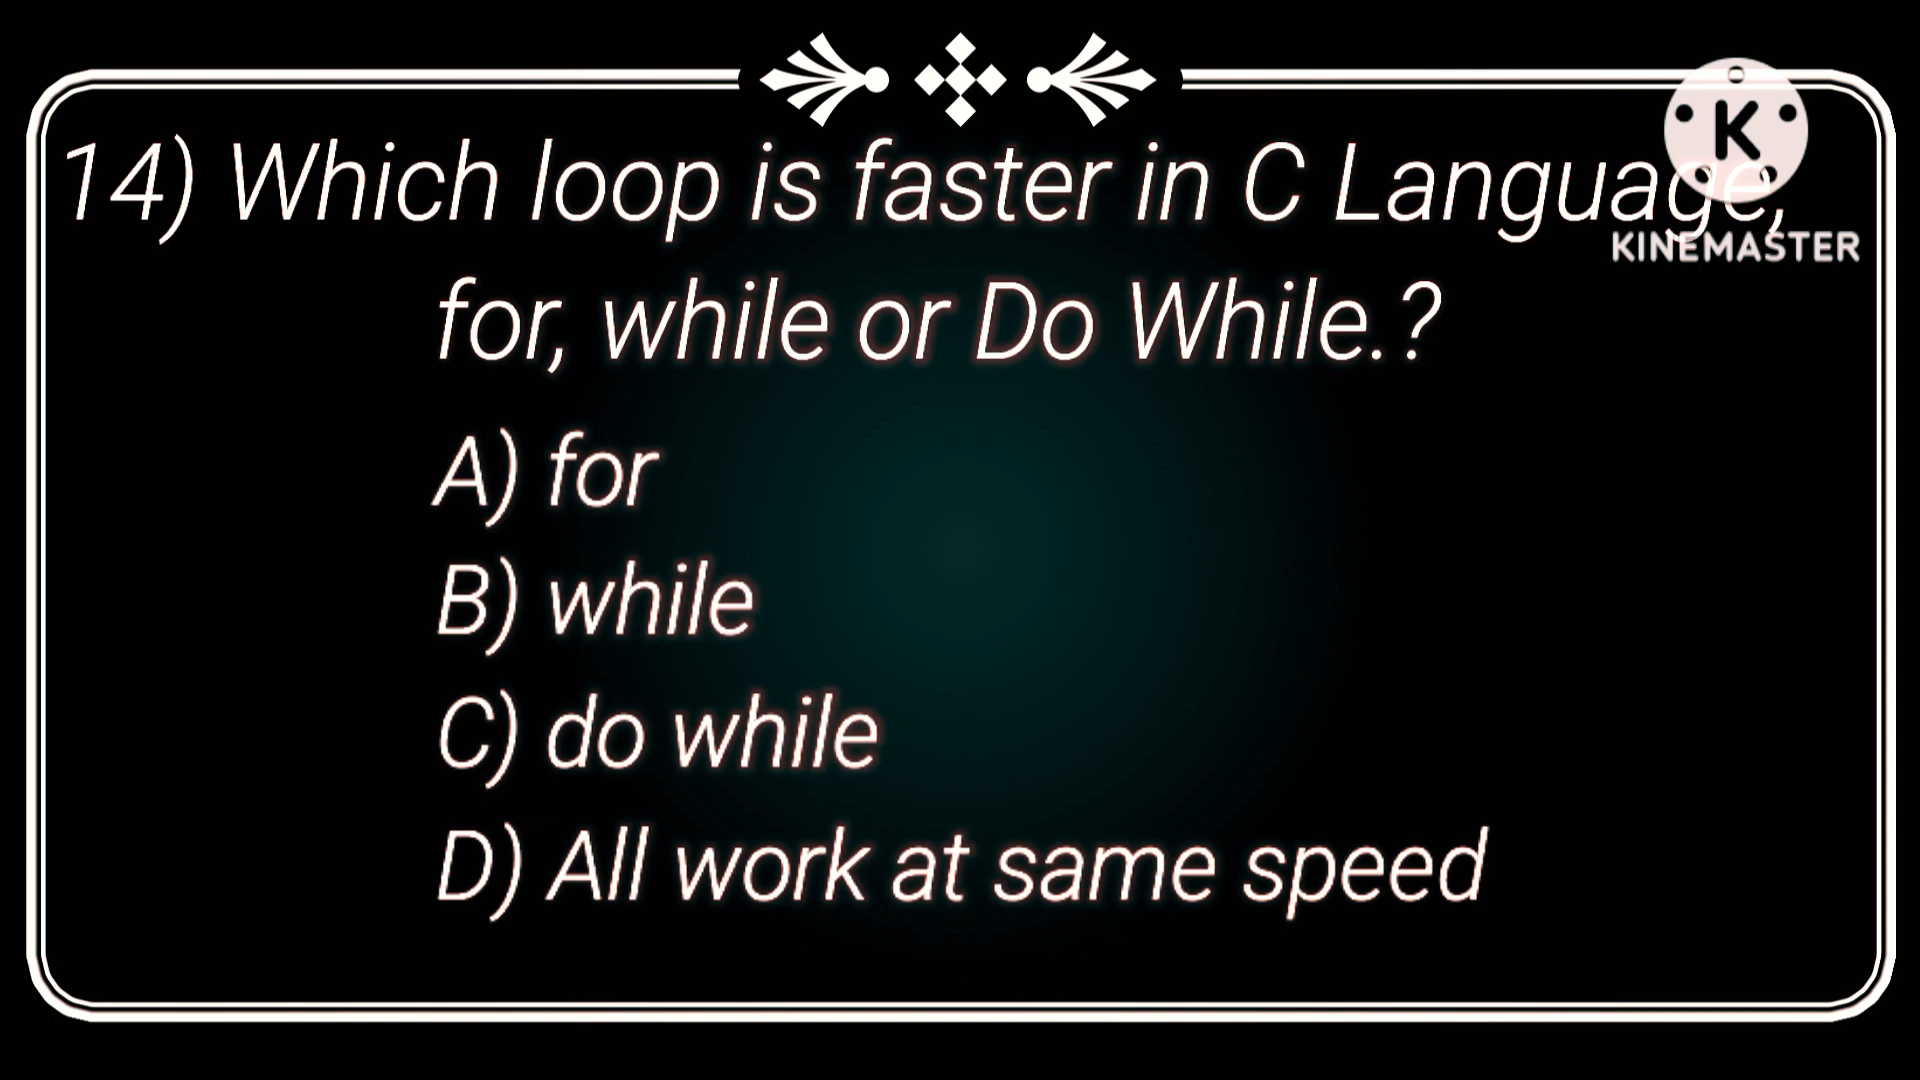 14) Which loop is faster in C Language,
for, while or Do While.?
A) for
B) while
C) do while
D) All work at same speed
K
KINEMASTER